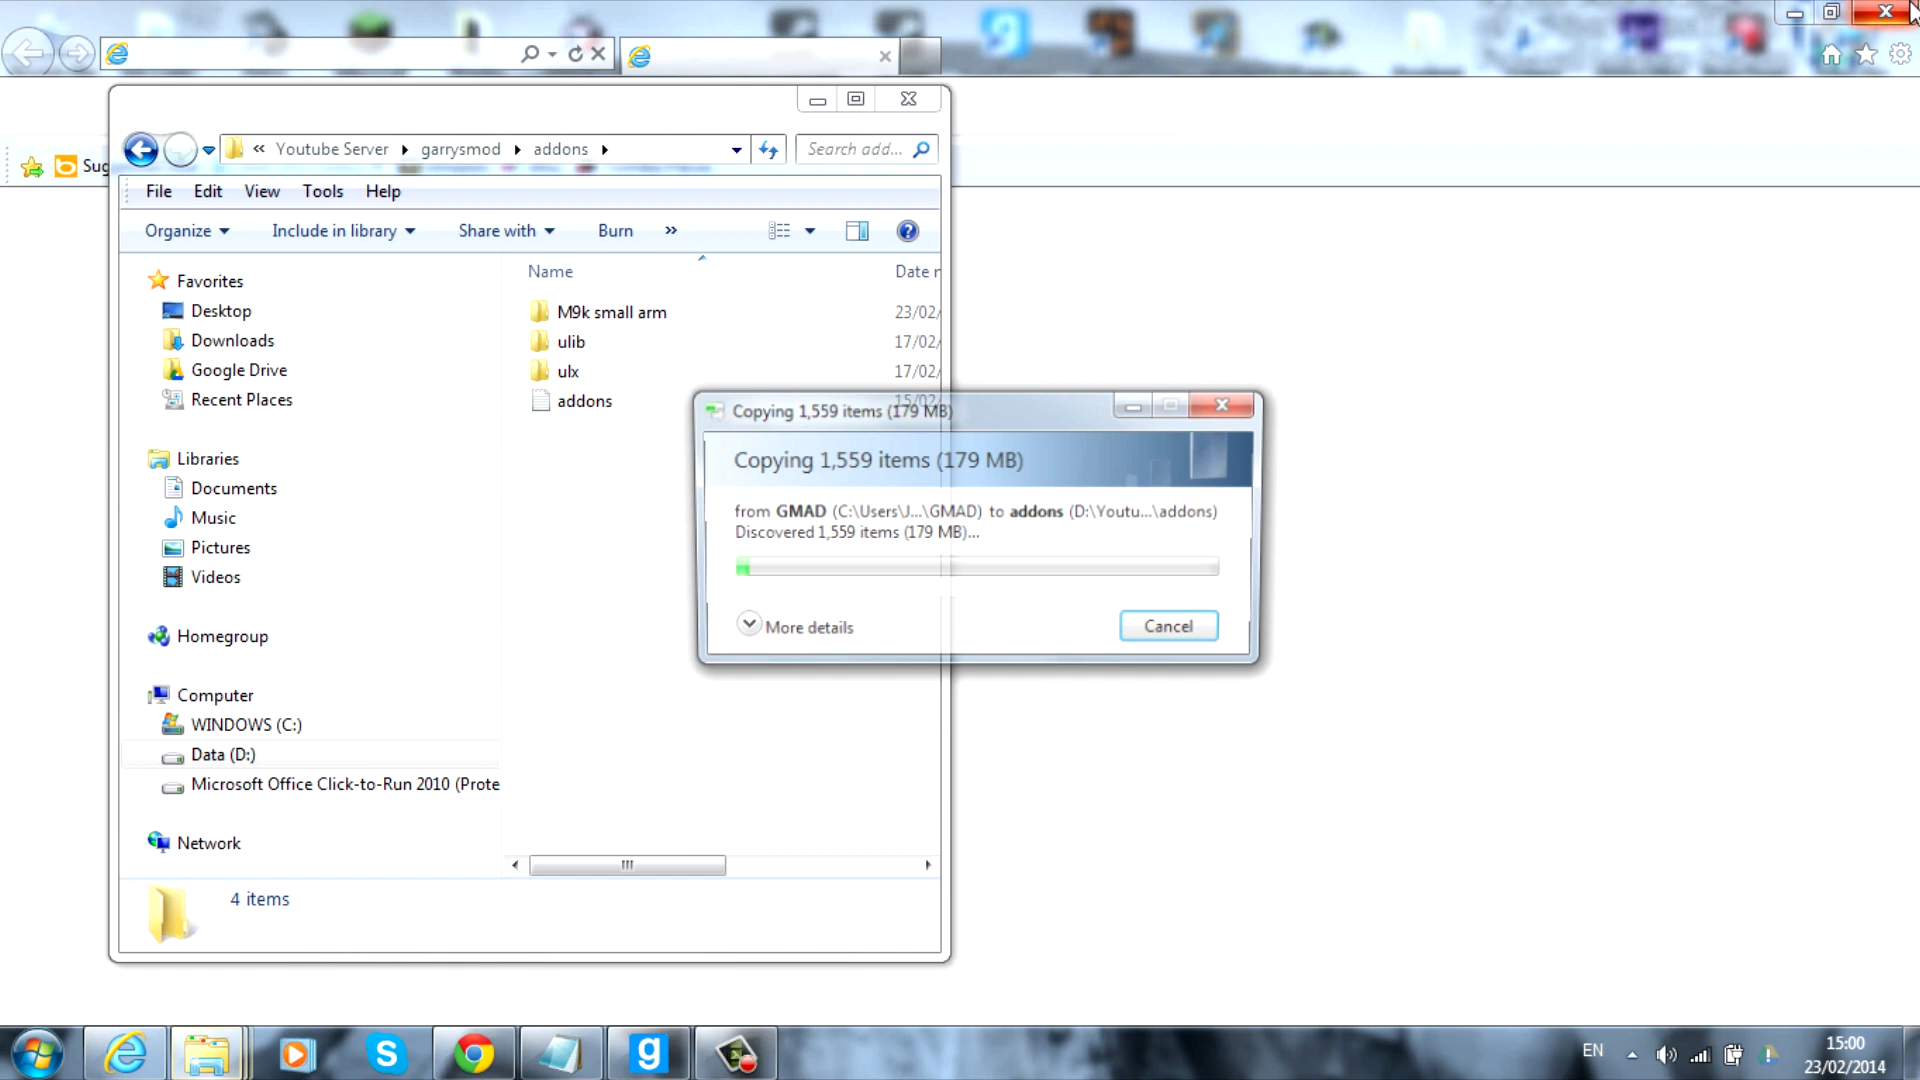 Sug
« Youtube Server garrysmod addons
Search add...
File Edit View Tools Help
Organize Include in library Share with Burn »
Name Date r
Favorites
Desktop
Downloads
Google Drive
Recent Places
Libraries
Documents
Music
Pictures
Videos
Homegroup
Computer
WINDOWS (C:)
Data (D:)
Microsoft Office Click-to-Run 2010 (Prote
Network
M9k small arm 23/02/
ulib 17/02/
ulx 17/02/
addons 15/02/
Copying 1,559 items (179 MB)
Copying 1,559 items (179 MB)
from GMAD (C:\Users\J...\GMAD) to addons (D:\Youtu...\addons)
Discovered 1,559 items (179 MB)...
More details
Cancel
4 items
EN
15:00
23/02/2014